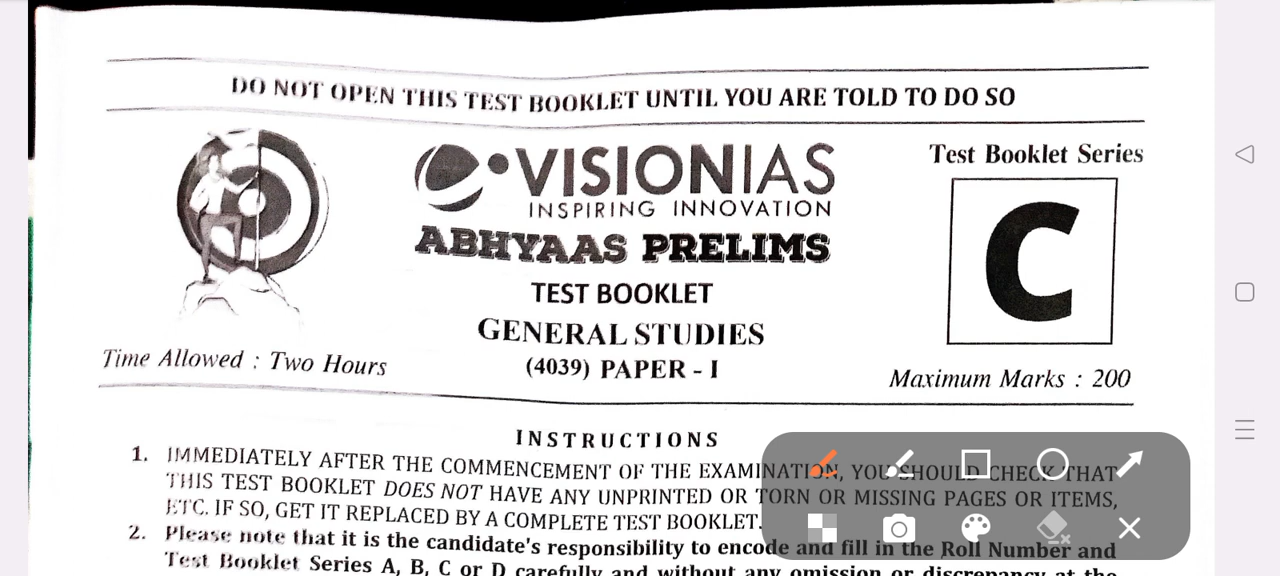 DO NOT OPEN THIS TEST BOOKLET UNTIL YOU ARE TOLD TO DO SO
VISIONIAS
INSPIRING INNOVATION
ABHYAAS PRELIMS
TEST BOOKLET
GENERAL STUDIES
(4039) PAPER - I
Time Allowed : Two Hours
Test Booklet Series
C
Maximum Marks : 200
INSTRUCTIONS
1. IMMEDIATELY AFTER THE COMMENCEMENT OF THE EXAMINATION, YOU SHOULD CHECK THAT
THIS TEST BOOKLET DOES NOT HAVE ANY UNPRINTED OR TORN OR MISSING PAGES OR ITEMS,
ETC. IF SO, GET IT REPLACED BY A COMPLETE TEST BOOKLET.
2. Please note that it is the candidate's responsibility to encode and fill in the Roll Number and
Test Booklet Series A, B, C or D carefully and without any omission or discrepancy at the